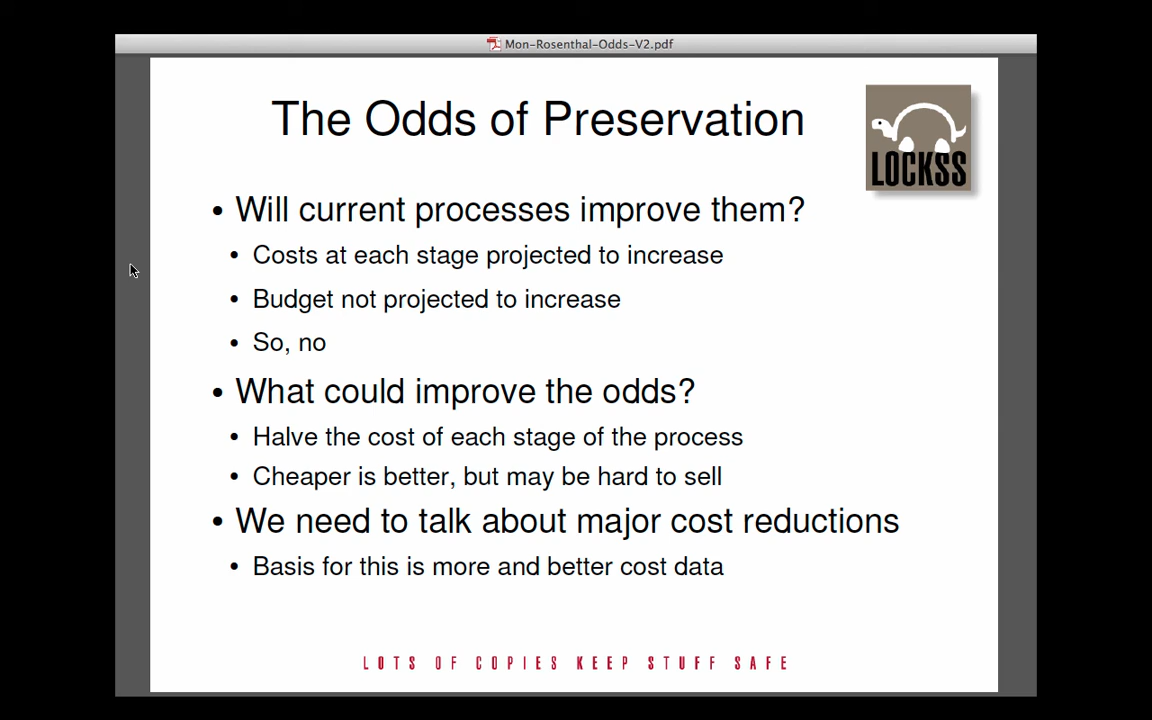 Mon-Rosenthal-Odds-V2.pdf
The Odds of Preservation
LOCKSS
• Will current processes improve them?
• Costs at each stage projected to increase
• Budget not projected to increase
• So, no
• What could improve the odds?
• Halve the cost of each stage of the process
• Cheaper is better, but may be hard to sell
• We need to talk about major cost reductions
• Basis for this is more and better cost data
LOTS OF COPIES KEEP STUFF SAFE